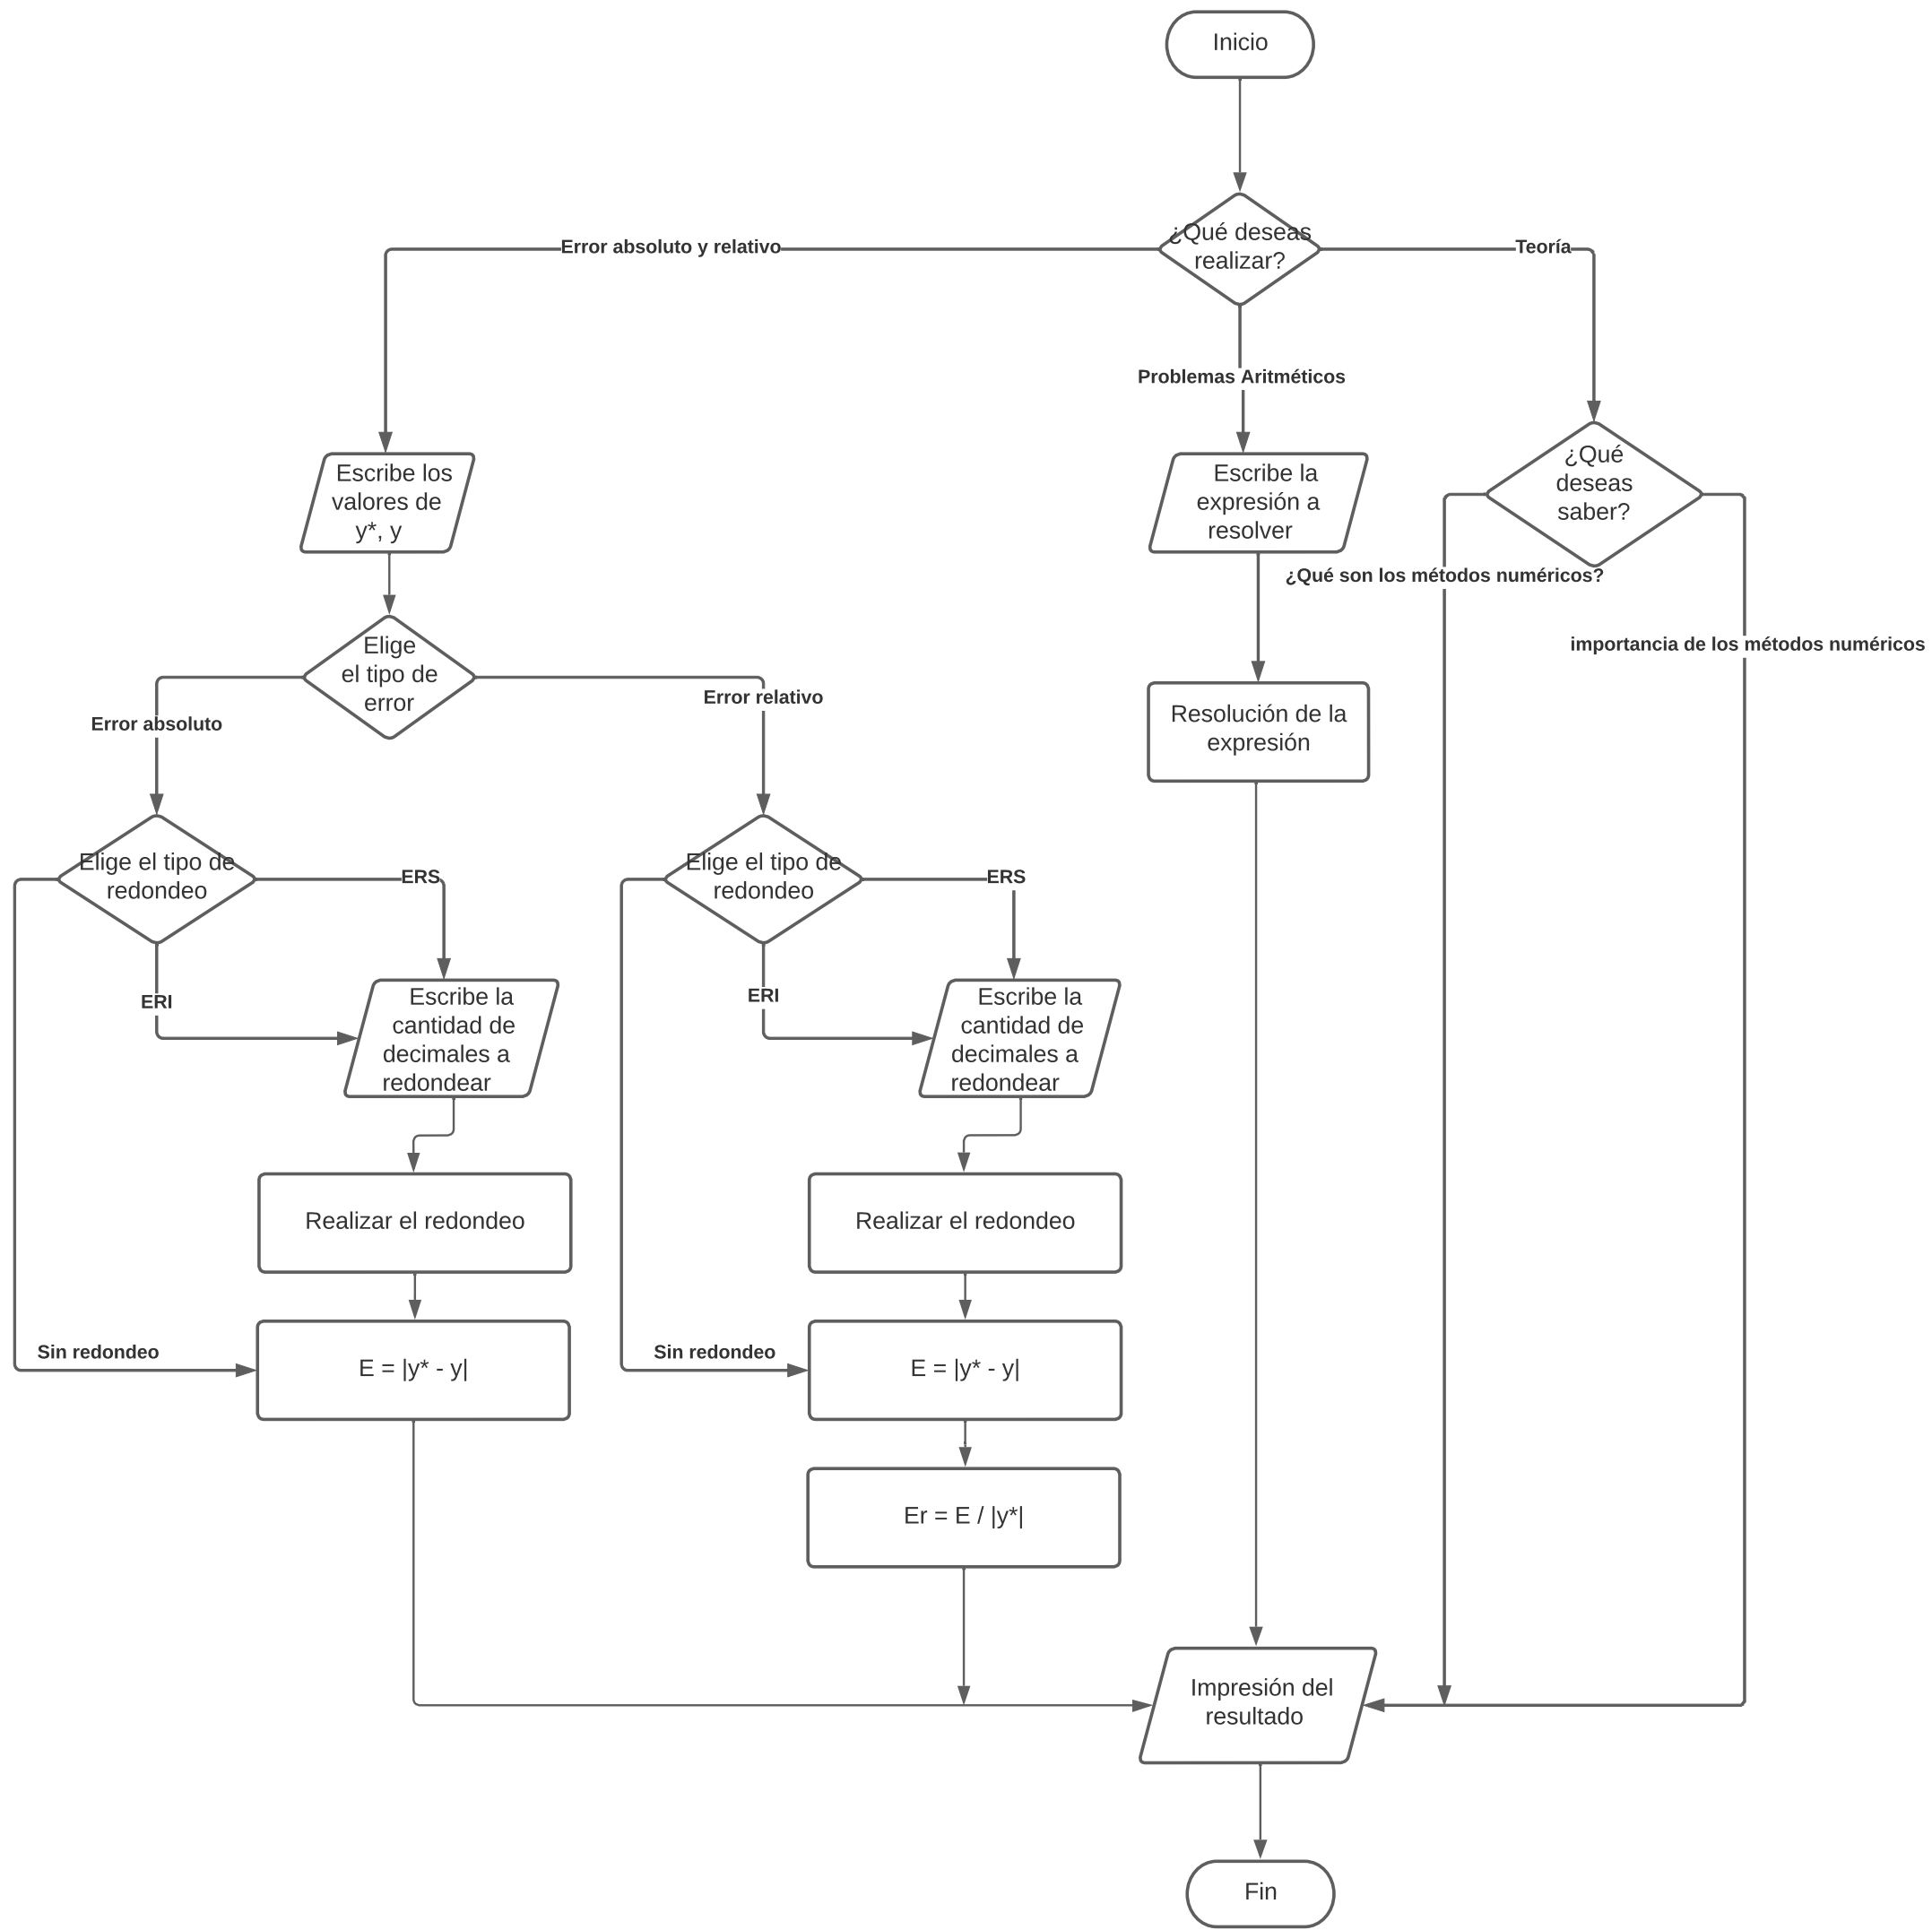 Inicio
¿Qué deseas
realizar?
Error absoluto y relativo
Teoría
Problemas Aritméticos
Escribe los
valores de
y*, y
Escribe la
expresión a
resolver
¿Qué
deseas
saber?
¿Qué son los métodos numéricos?
importancia de los métodos numéricos
Elige
el tipo de
error
Error absoluto
Error relativo
Resolución de la
expresión
Elige el tipo de
redondeo
ERS
ERI
Elige el tipo de
redondeo
ERS
ERI
Escribe la
cantidad de
decimales a
redondear
Escribe la
cantidad de
decimales a
redondear
Realizar el redondeo
Realizar el redondeo
Sin redondeo
E = |y* - y|
Sin redondeo
E = |y* - y|
Er = E / |y*|
Impresión del
resultado
Fin